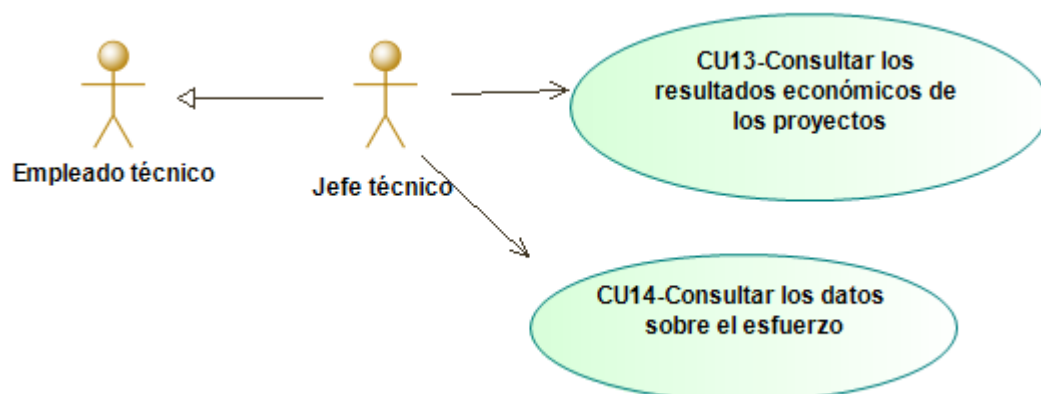 CU13-Consultar los
resultados económicos de
los proyectos
Empleado técnico
Jefe técnico
CU14-Consultar los datos
sobre el esfuerzo